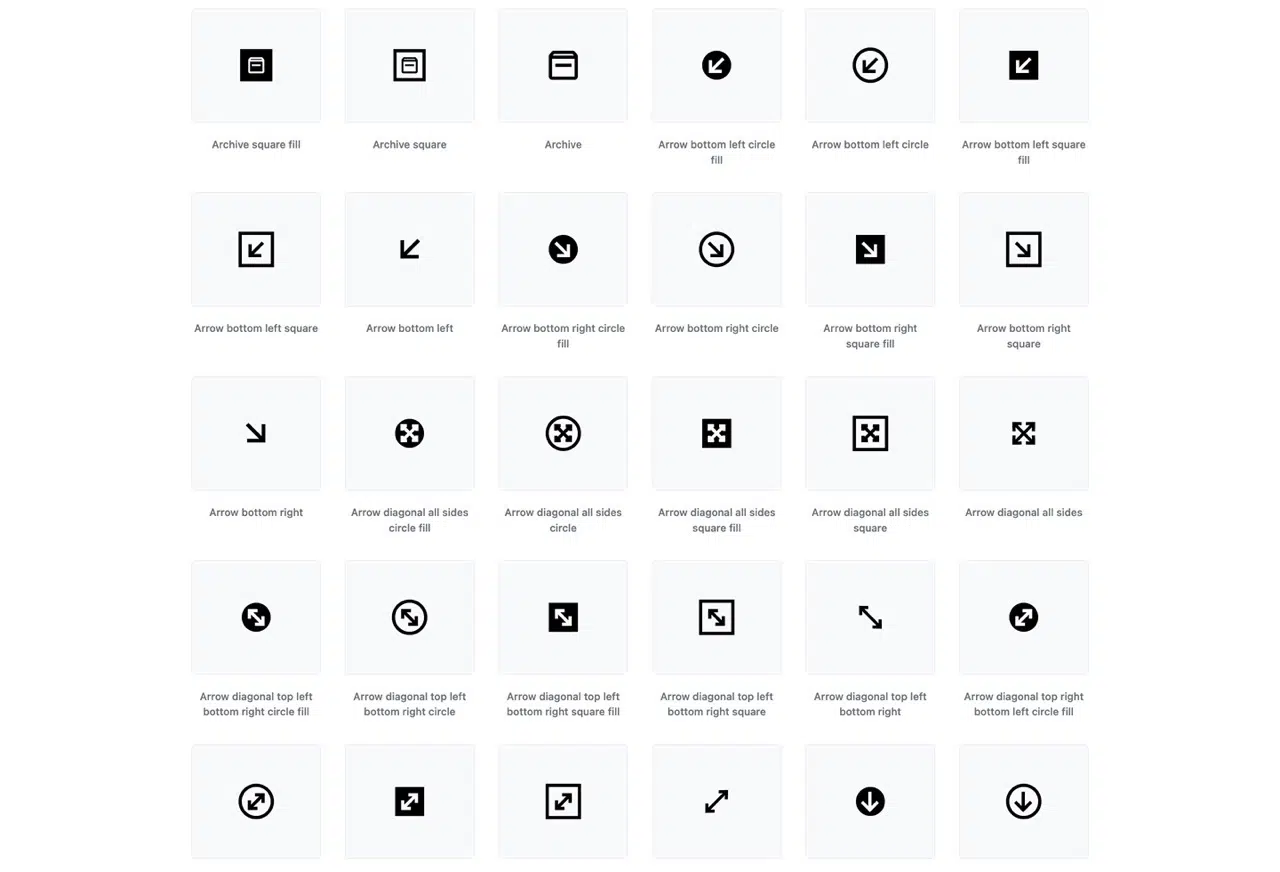 Archive square fill
Archive square
Archive
Arrow bottom left circle
fill
Arrow bottom left circle
Arrow bottom left square
fill
Arrow bottom left square
Arrow bottom left
Arrow bottom right circle
fill
Arrow bottom right circle
Arrow bottom right
square fill
Arrow bottom right
square
Arrow bottom right
Arrow diagonal all sides
circle fill
Arrow diagonal all sides
circle
Arrow diagonal all sides
square fill
Arrow diagonal all sides
square
Arrow diagonal all sides
Arrow diagonal top left
bottom right circle fill
Arrow diagonal top left
bottom right circle
Arrow diagonal top left
bottom right square fill
Arrow diagonal top left
bottom right square
Arrow diagonal top left
bottom right
Arrow diagonal top right
bottom left circle fill